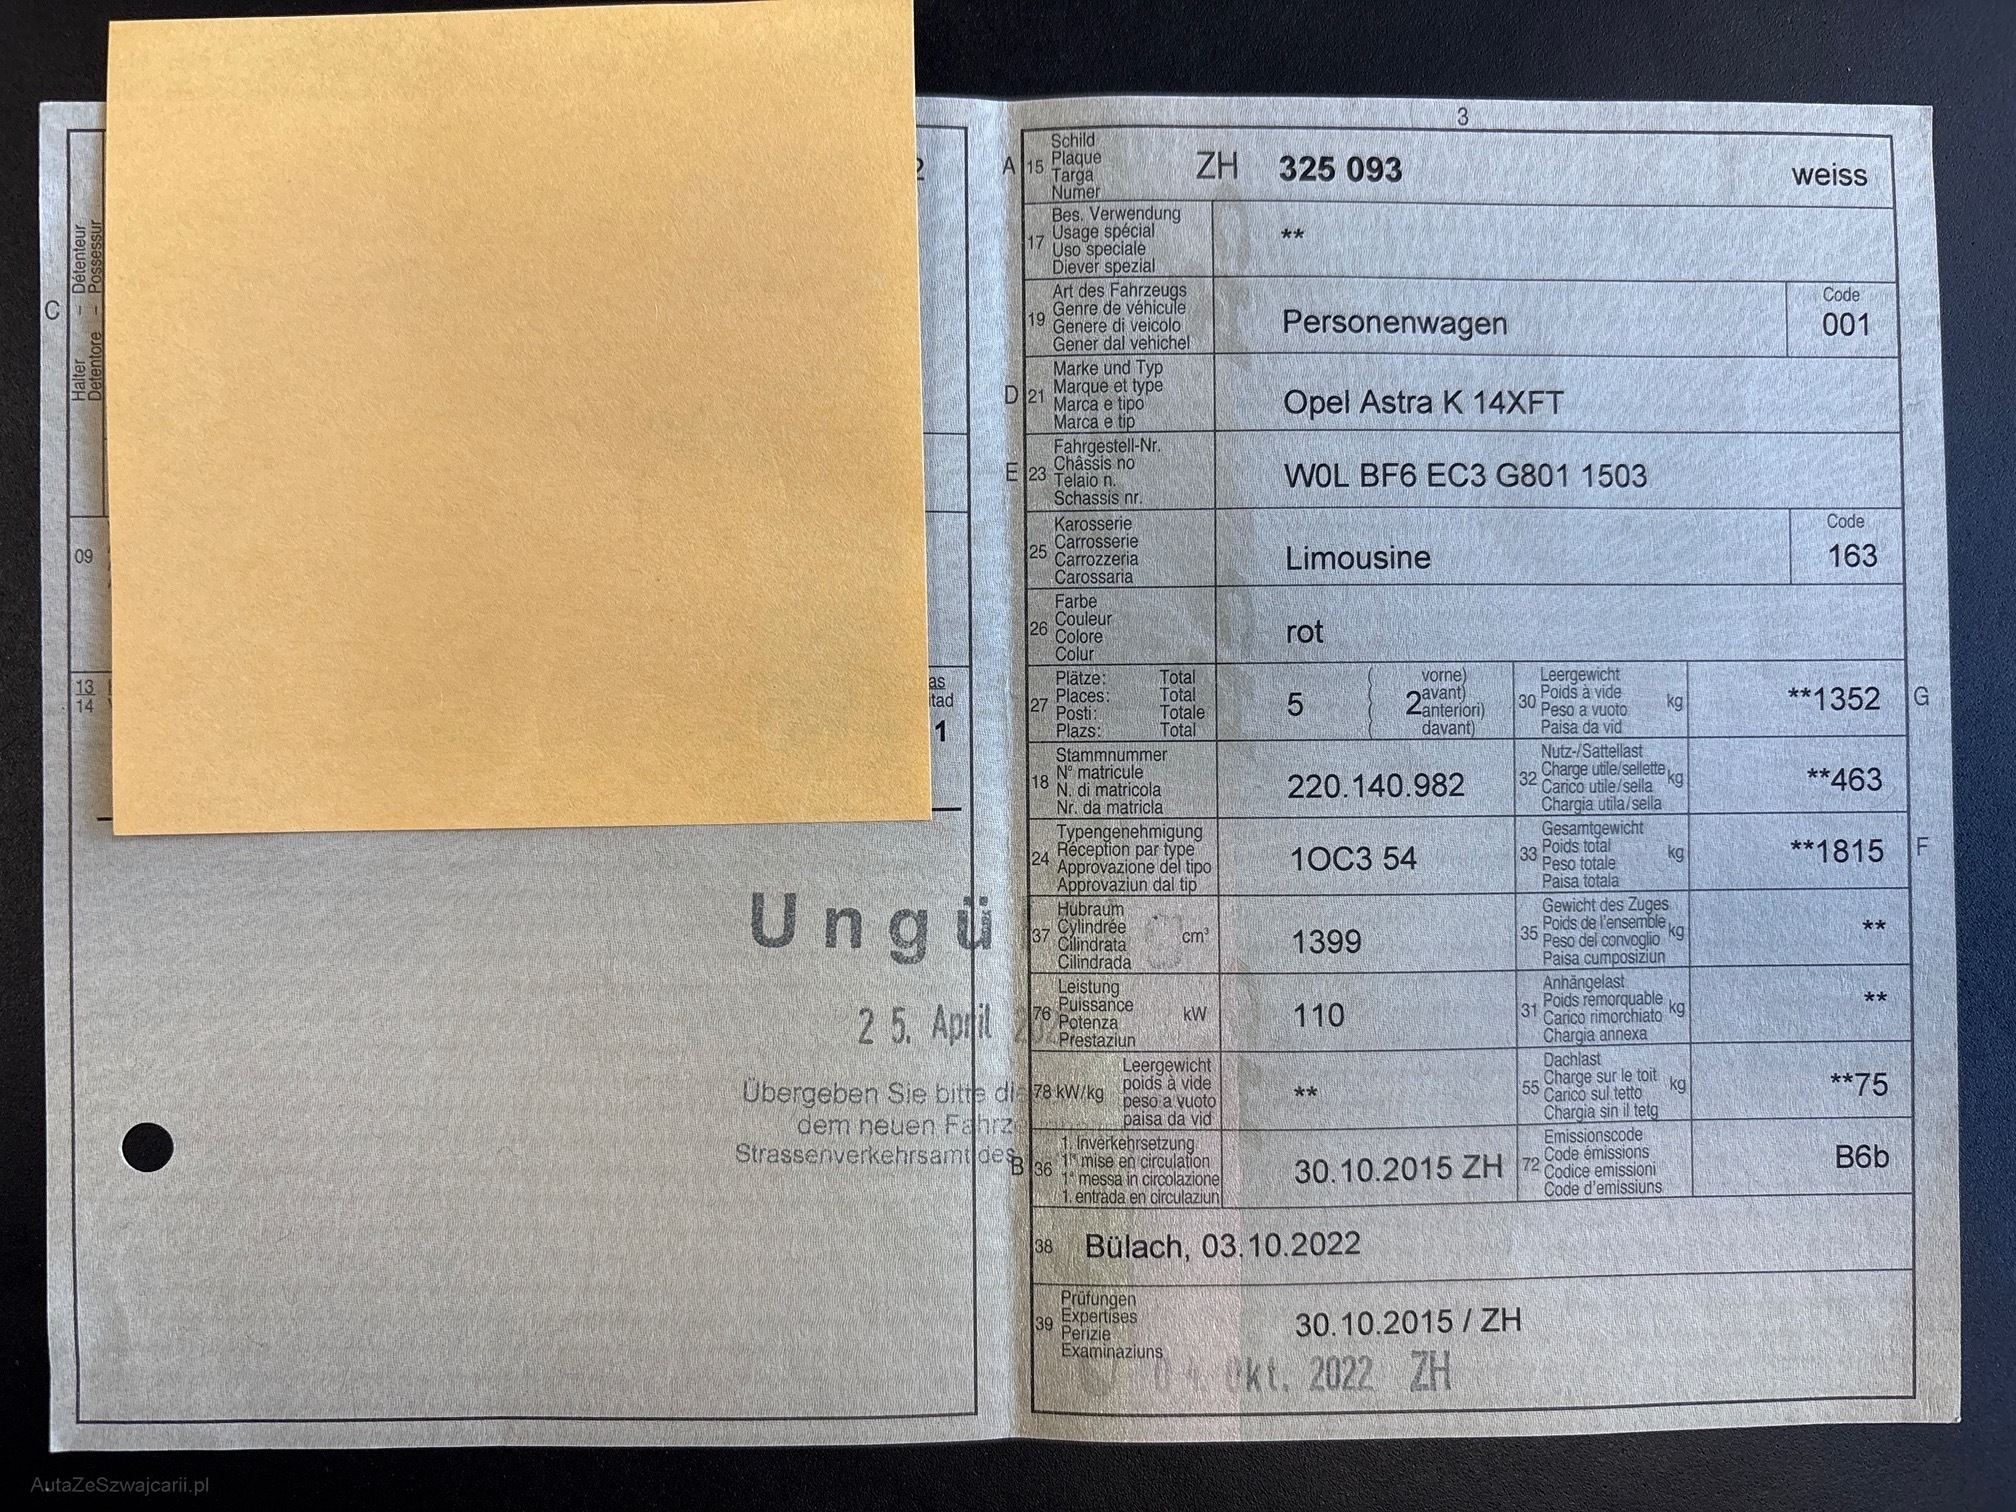 2
C
Halter – Détenteur
Detentore – Possessur
09
13
14
as
tad
1
Ungü
25. April
Übergeben Sie bitte die
dem neuen Fahrze
Strassenverkehrsamt des
3
A 15 Schild
Plaque
Targa
Numer
ZH 325 093 weiss
17 Bes. Verwendung
Usage spécial
Uso speciale
Diever spezial
**
19 Art des Fahrzeugs
Genre de véhicule
Genere di veicolo
Gener dal vehichel
Personenwagen
Code
001
D 21 Marke und Typ
Marque et type
Marca e tipo
Marca e tip
Opel Astra K 14XFT
E 23 Fahrgestell-Nr.
Châssis no
Telaio n.
Schassis nr.
W0L BF6 EC3 G801 1503
25 Karosserie
Carrosserie
Carrozzeria
Carossaria
Limousine
Code
163
26 Farbe
Couleur
Colore
Colur
rot
27 Plätze: Total
Places: Total
Posti: Totale
Plazs: Total
5 ( 2 vorne)
avant)
anteriori)
davant)
30 Leergewicht
Poids à vide
Peso a vuoto
Paisa da vid
kg
**1352 G
18 Stammnummer
N° matricule
N. di matricola
Nr. da matricla
220.140.982
32 Nutz-/Sattellast
Charge utile/sellette
Carico utile/sella
Chargia utila/sella
kg
**463
24 Typengenehmigung
Réception par type
Approvazione del tipo
Approvaziun dal tip
1OC3 54
33 Gesamtgewicht
Poids total
Peso totale
Paisa totala
kg
**1815 F
37 Hubraum
Cylindrée
Cilindrata
Cilindrada
cm³
1399
35 Gewicht des Zuges
Poids de l'ensemble
Peso del convoglio
Paisa cumposiziun
kg
**
76 Leistung
Puissance
Potenza
Prestaziun
kW
110
31 Anhängelast
Poids remorquable
Carico rimorchiato
Chargia annexa
kg
**
78 kW/kg Leergewicht
poids à vide
peso a vuoto
paisa da vid
**
55 Dachlast
Charge sur le toit
Carico sul tetto
Chargia sin il tetg
kg
**75
B 36 1. Inverkehrsetzung
1re mise en circulation
1a messa in circolazione
1. entrada en circulaziun
30.10.2015 ZH
72 Emissionscode
Code émissions
Codice emissioni
Code d'emissiuns
B6b
38 Bülach, 03.10.2022
39 Prüfungen
Expertises
Perizie
Examinaziuns
30.10.2015 / ZH
04. Okt. 2022 ZH
AutaZeSzwajcarii.pl